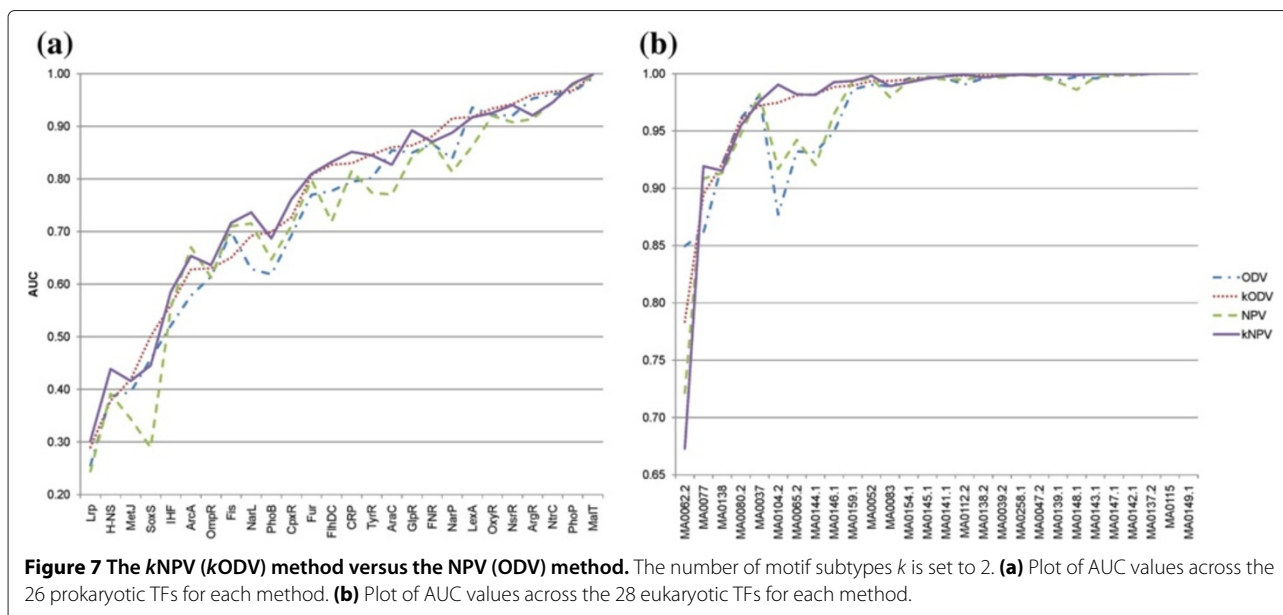 (a)
1.00
0.90
0.80
0.70
0.60
0.50
0.40
0.30
0.20
AUC
Lrp
H-NS
MetJ
SoxS
IHF
ArcA
OmpR
Fis
NarL
PhoB
CpxR
Fur
FlhDC
CRP
TyrR
AraC
GlpR
FNR
NarP
LexA
OxyR
NsrR
ArgR
NtrC
PhoP
MalT
(b)
1.00
0.95
0.90
0.85
0.80
0.75
0.70
0.65
MA0062.2
MA0077
MA0138
MA0080.2
MA0037
MA0104.2
MA0065.2
MA0144.1
MA0146.1
MA0159.1
MA0052
MA0083
MA0154.1
MA0145.1
MA0141.1
MA0112.2
MA0138.2
MA0039.2
MA0258.1
MA0047.2
MA0139.1
MA0148.1
MA0143.1
MA0147.1
MA0142.1
MA0137.2
MA0115
MA0149.1
ODV
kODV
NPV
kNPV
Figure 7 The kNPV (kODV) method versus the NPV (ODV) method. The number of motif subtypes k is set to 2. (a) Plot of AUC values across the
26 prokaryotic TFs for each method. (b) Plot of AUC values across the 28 eukaryotic TFs for each method.